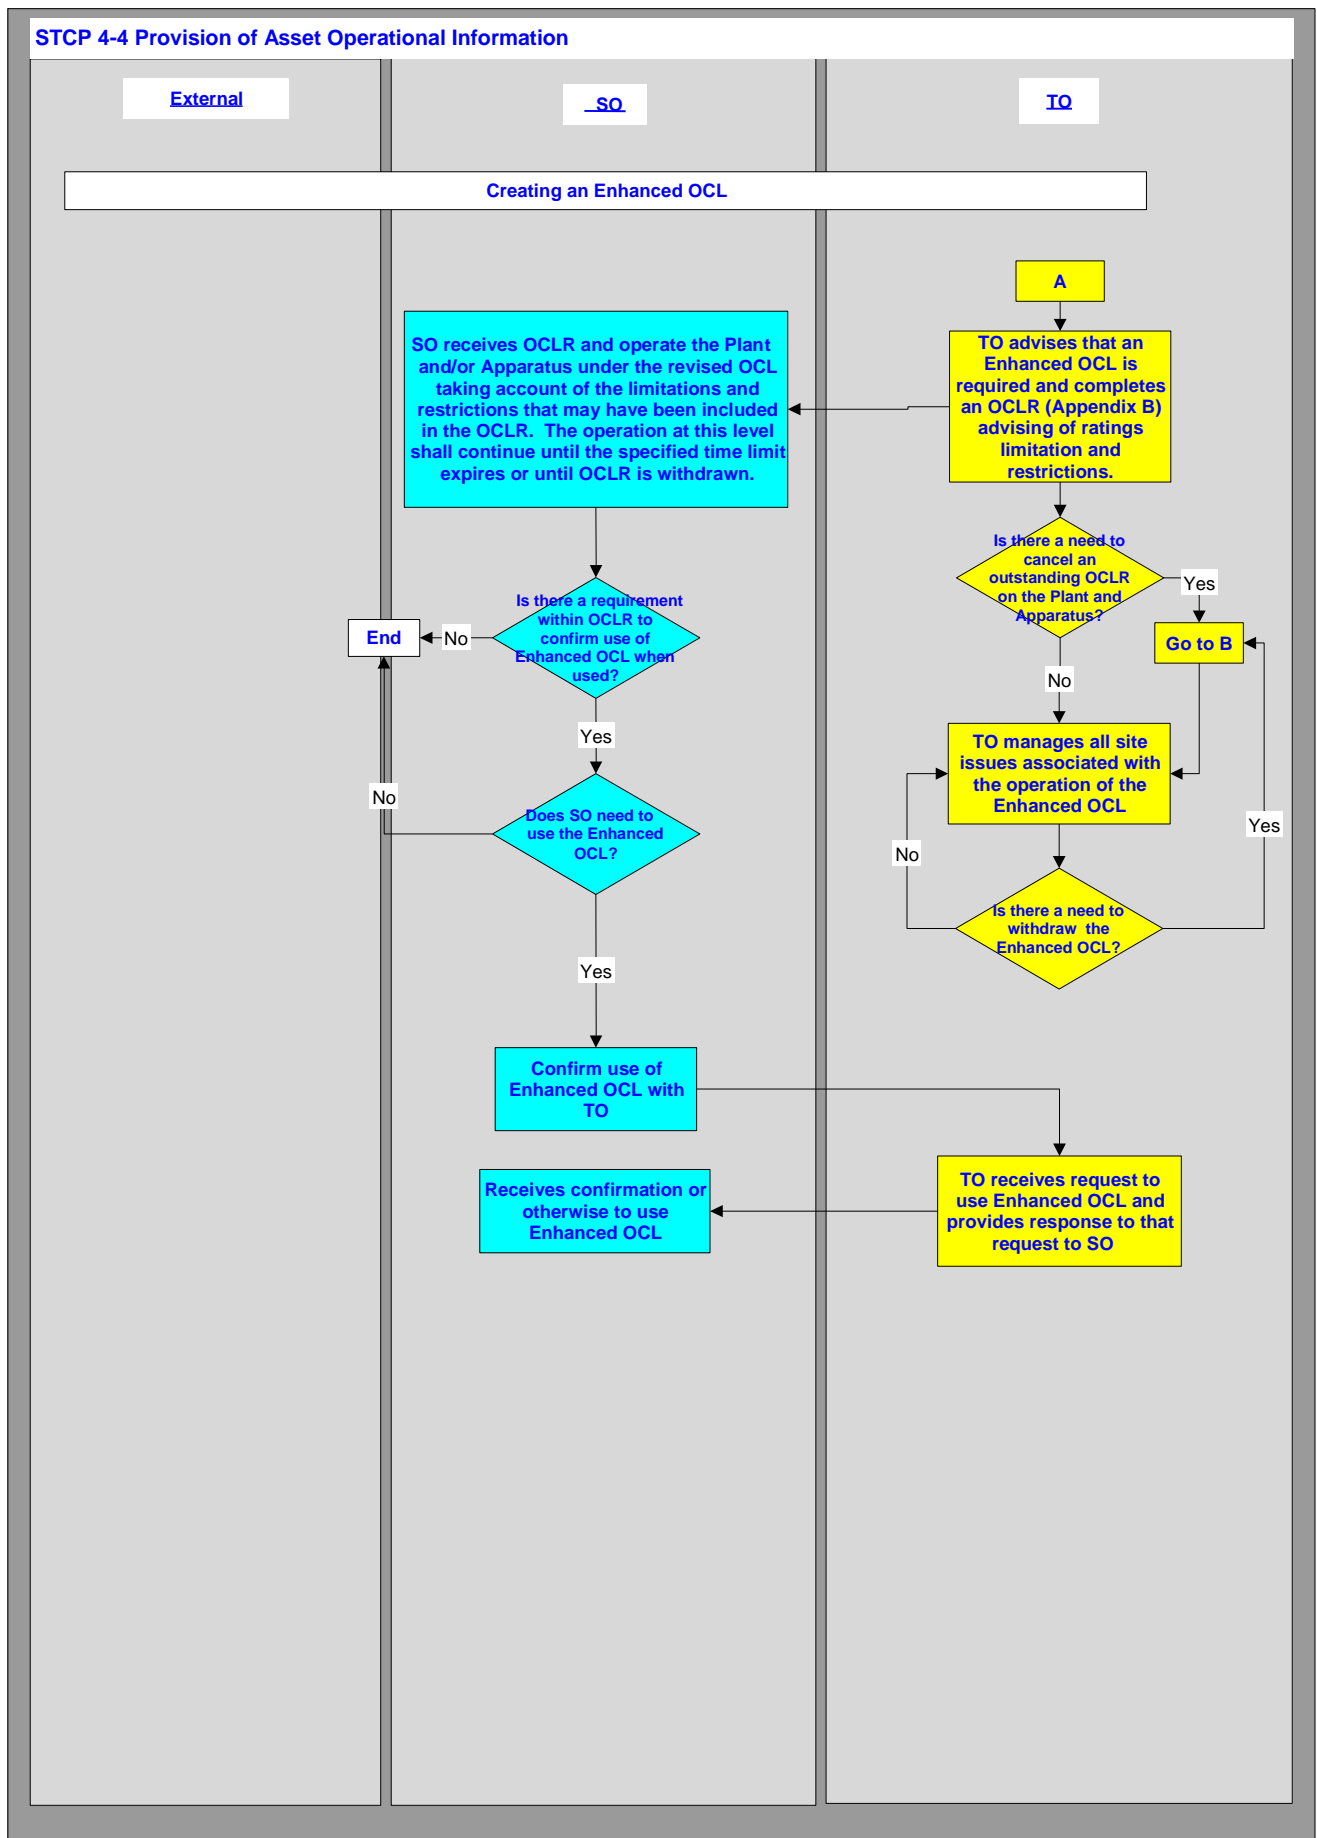 STCP 4-4 Provision of Asset Operational Information
External
SO
TO
Creating an Enhanced OCL
A
TO advises that an
Enhanced OCL is
required and completes
an OCLR (Appendix B)
advising of ratings
limitation and
restrictions.
SO receives OCLR and operate the Plant
and/or Apparatus under the revised OCL
taking account of the limitations and
restrictions that may have been included
in the OCLR.  The operation at this level
shall continue until the specified time limit
expires or until OCLR is withdrawn.
Is there a need to
cancel an
outstanding OCLR
on the Plant and
Apparatus?
Yes
Go to B
No
Is there a requirement
within OCLR to
confirm use of
Enhanced OCL when
used?
No
End
Yes
TO manages all site
issues associated with
the operation of the
Enhanced OCL
Does SO need to
use the Enhanced
OCL?
No
Yes
Is there a need to
withdraw  the
Enhanced OCL?
No
Yes
Confirm use of
Enhanced OCL with
TO
TO receives request to
use Enhanced OCL and
provides response to that
request to SO
Receives confirmation or
otherwise to use
Enhanced OCL